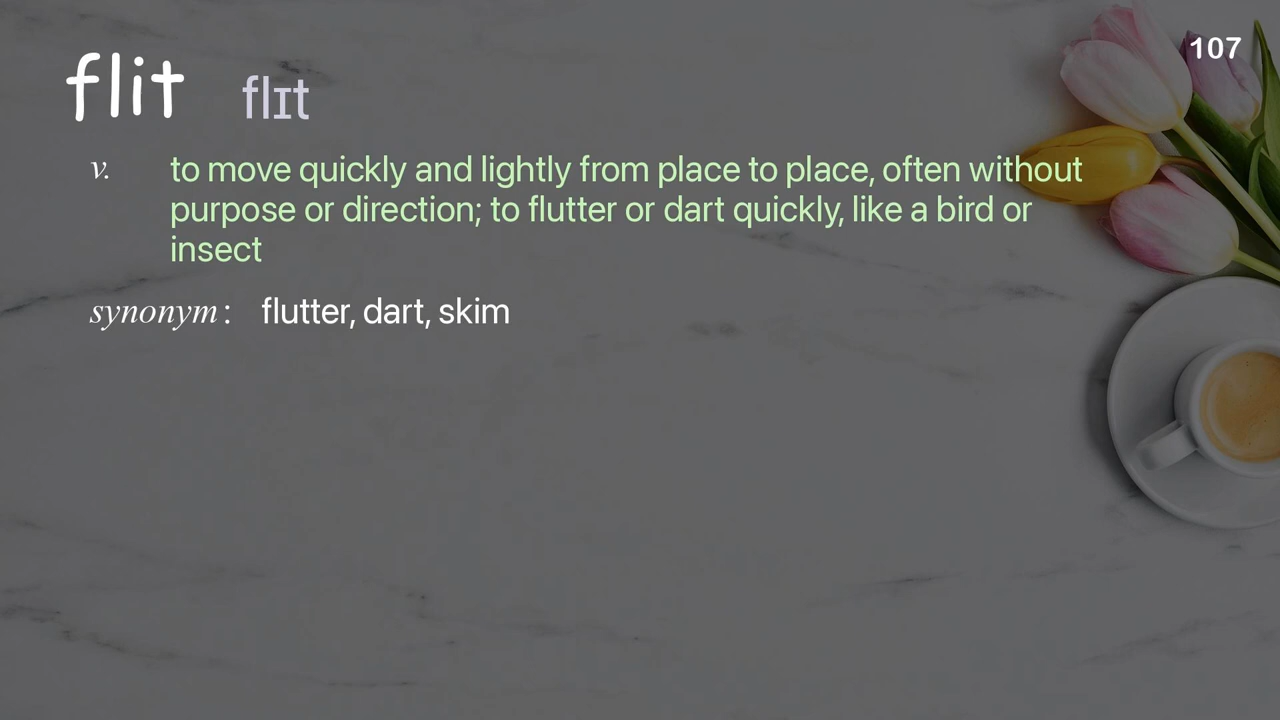 107
flit flɪt
v. to move quickly and lightly from place to place, often without
purpose or direction; to flutter or dart quickly, like a bird or
insect
synonym: flutter, dart, skim